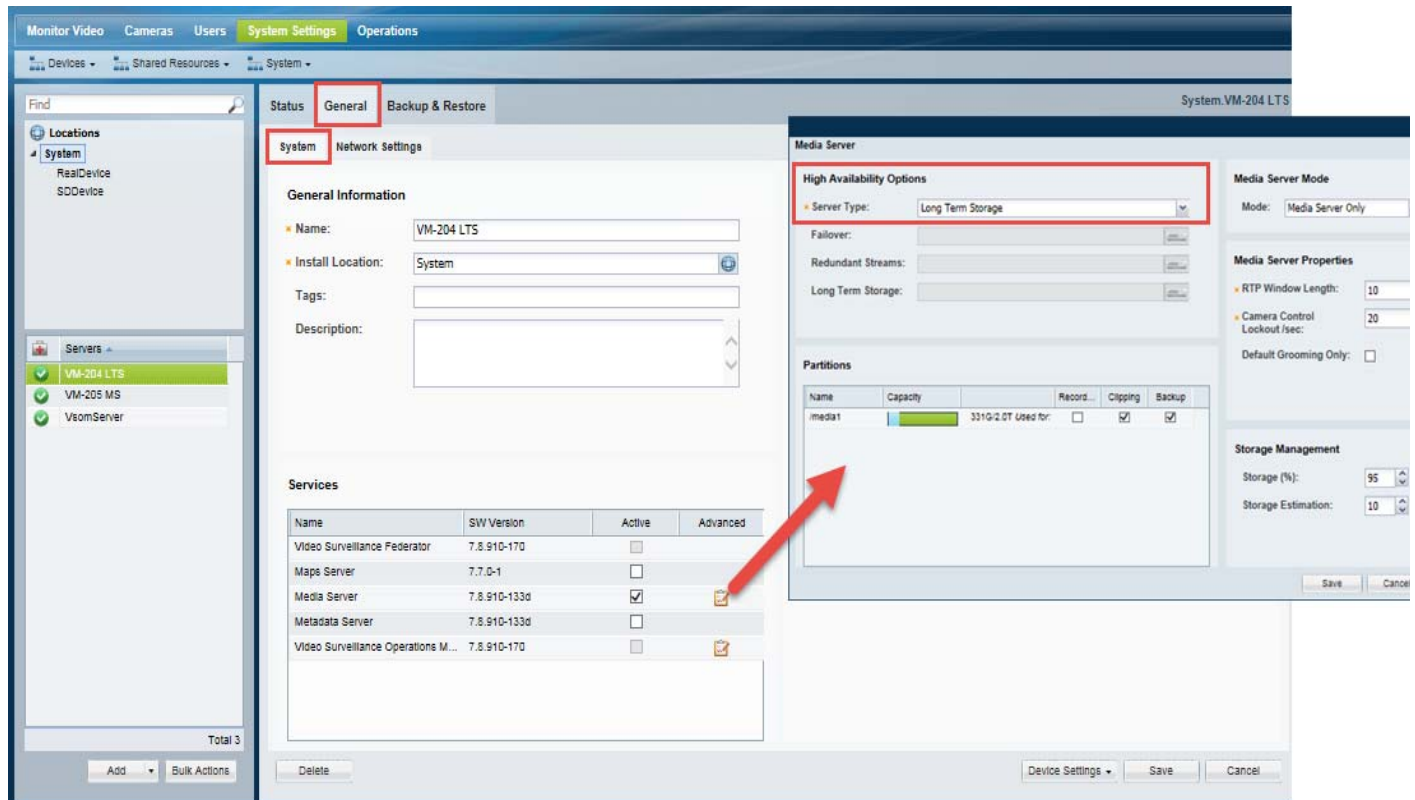 Monitor Video Cameras Users System Settings Operations
Devices Shared Resources System
Find
Locations
System
RealDevice
SDDevice
Servers
VM-204 LTS
VM-205 MS
VsomServer
Total 3
Add Bulk Actions
Status General Backup & Restore
System.VM-204 LTS
System Network Settings
General Information
Name: VM-204 LTS
Install Location: System
Tags:
Description:
Services
Name SW Version Active Advanced
Video Surveillance Federator 7.8.910-170
Maps Server 7.7.0-1
Media Server 7.8.910-133d
Metadata Server 7.8.910-133d
Video Surveillance Operations M... 7.8.910-170
Delete
Device Settings Save Cancel
Media Server
High Availability Options
Server Type: Long Term Storage
Failover:
Redundant Streams:
Long Term Storage:
Partitions
Name Capacity Record... Clipping Backup
/media1 331G/2.0T Used for:
Media Server Mode
Mode: Media Server Only
Media Server Properties
RTP Window Length: 10
Camera Control
Lockout /sec: 20
Default Grooming Only:
Storage Management
Storage (%): 95
Storage Estimation: 10
Save Cancel